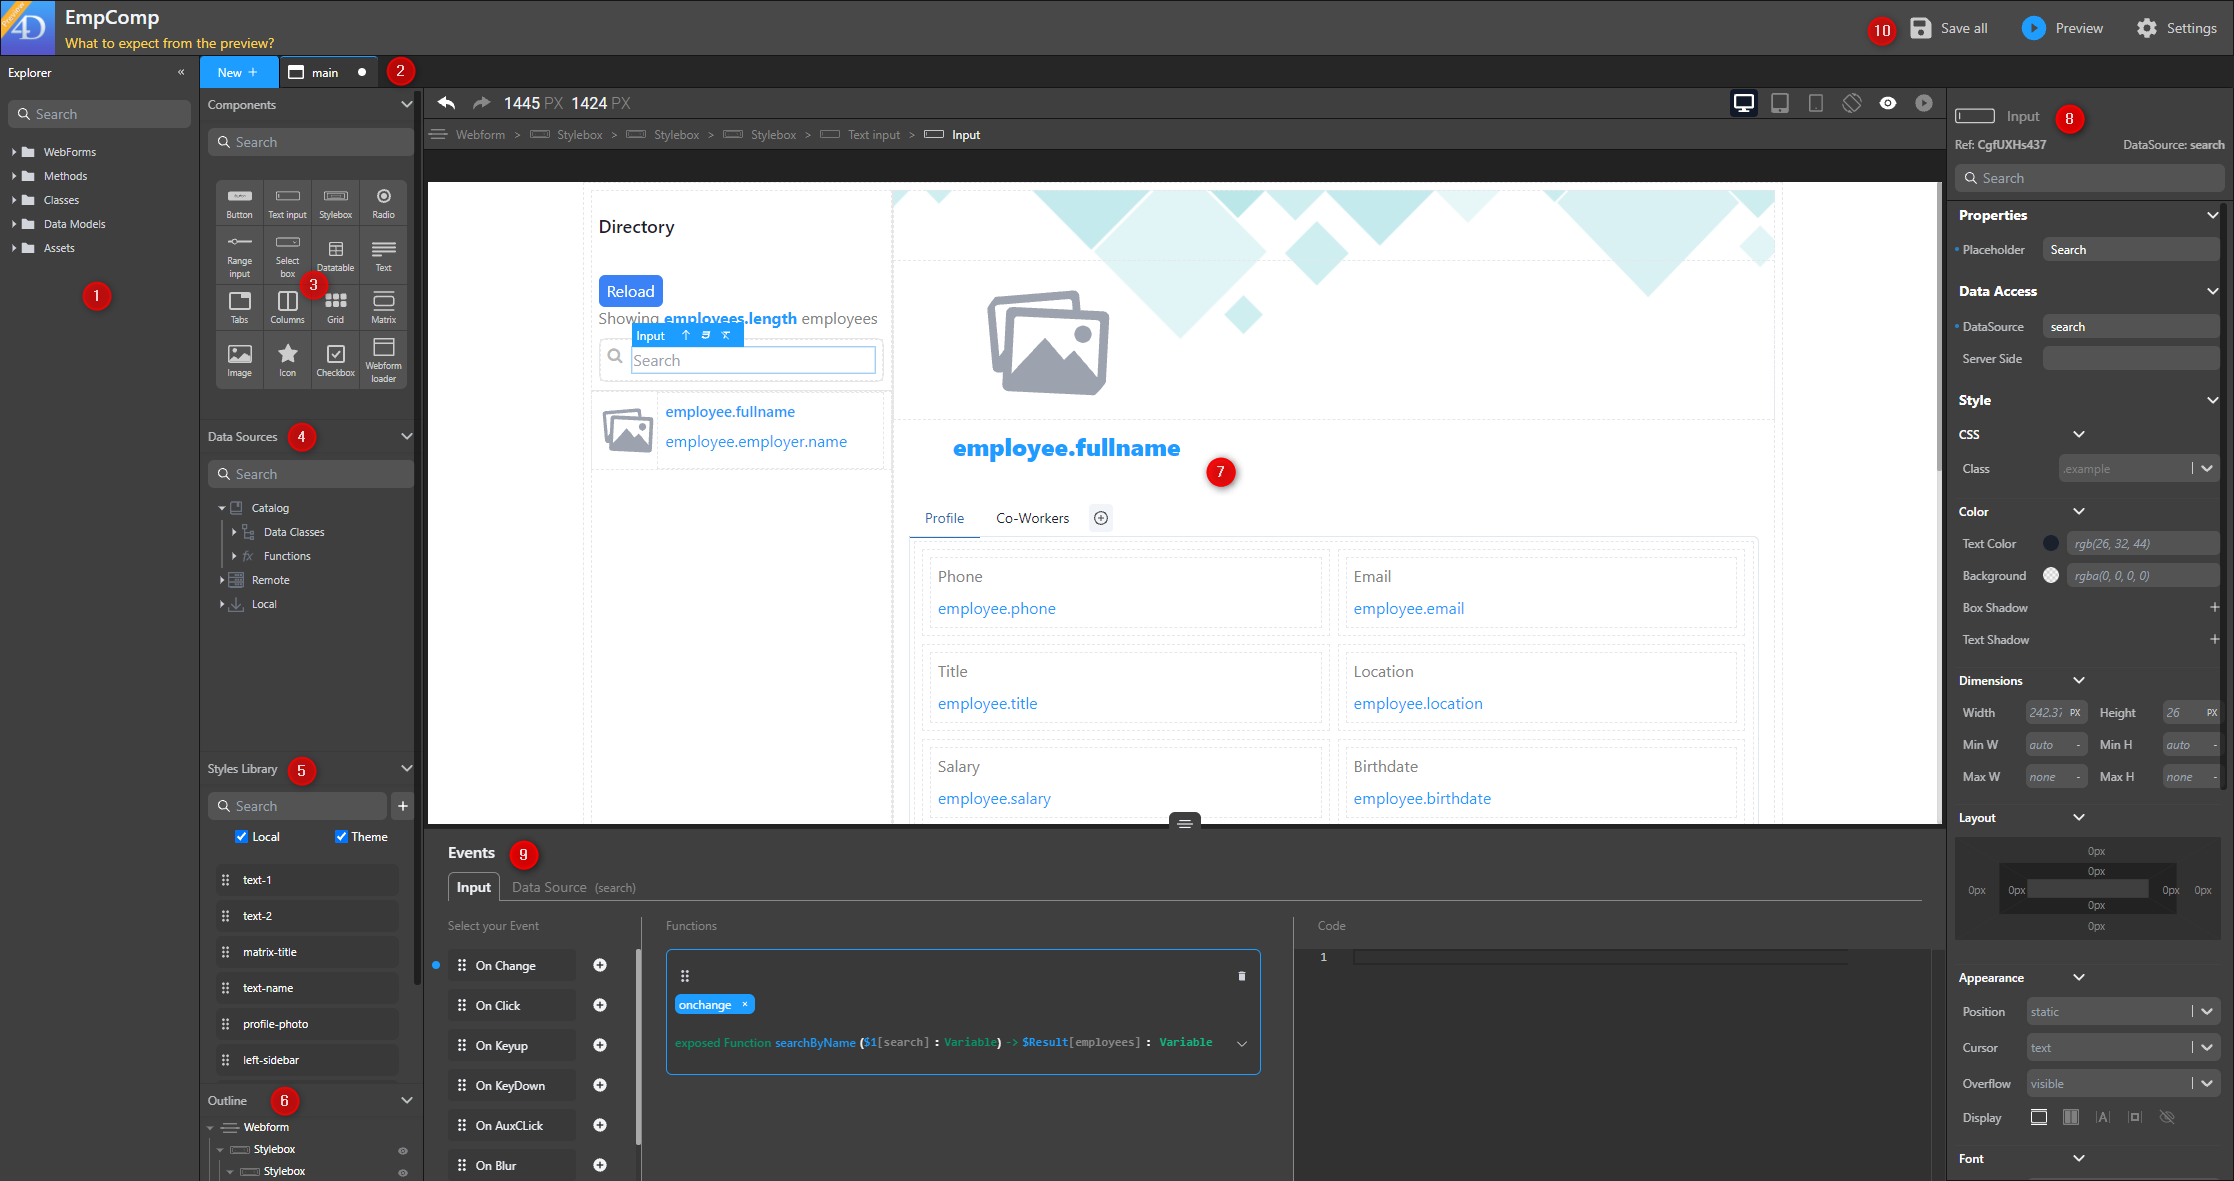 Preview
4D
EmpComp
What to expect from the preview?
10
Save all
Preview
Settings
Explorer
«
Search
WebForms
Methods
Classes
Data Models
Assets
1
New +
main
2
Components
Search
Button
Text input
Stylebox
Radio
Range input
Select box
Datatable
Text
3
Tabs
Columns
Grid
Matrix
Image
Icon
Checkbox
Webform loader
Data Sources
4
Search
Catalog
Data Classes
fx Functions
Remote
Local
Styles Library
5
Search
+
Local
Theme
text-1
text-2
matrix-title
text-name
profile-photo
left-sidebar
Outline
6
Webform
Stylebox
Stylebox
1445 PX 1424 PX
Webform > Stylebox > Stylebox > Stylebox > Text input > Input
Directory
Reload
Showing employees.length employees
Input
Search
employee.fullname
employee.employer.name
employee.fullname
7
Profile
Co-Workers
Phone
employee.phone
Email
employee.email
Title
employee.title
Location
employee.location
Salary
employee.salary
Birthdate
employee.birthdate
Events
9
Input
Data Source (search)
Select your Event
On Change
On Click
On Keyup
On KeyDown
On AuxCLick
On Blur
Functions
onchange ×
exposed Function searchByName ($1[search] : Variable) -> $Result[employees] : Variable
Code
1
Input
8
Ref: CgfUXHs437
DataSource: search
Search
Properties
Placeholder
Search
Data Access
DataSource
search
Server Side
Style
CSS
Class
.example
Color
Text Color
rgb(26, 32, 44)
Background
rgba(0, 0, 0, 0)
Box Shadow +
Text Shadow +
Dimensions
Width 242.37 PX Height 26 PX
Min W auto - Min H auto -
Max W none - Max H none -
Layout
0px
0px
0px 0px 0px 0px
0px
0px
Appearance
Position static
Cursor text
Overflow visible
Display |A|
Font